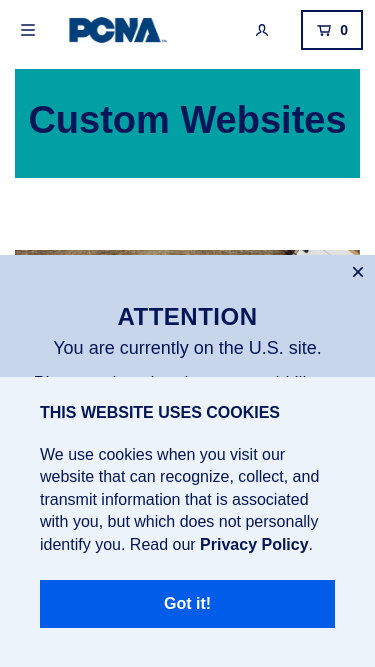 PCNA
0
Custom Websites
ATTENTION
You are currently on the U.S. site.
THIS WEBSITE USES COOKIES
We use cookies when you visit our
website that can recognize, collect, and
transmit information that is associated
with you, but which does not personally
identify you. Read our Privacy Policy.
Got it!